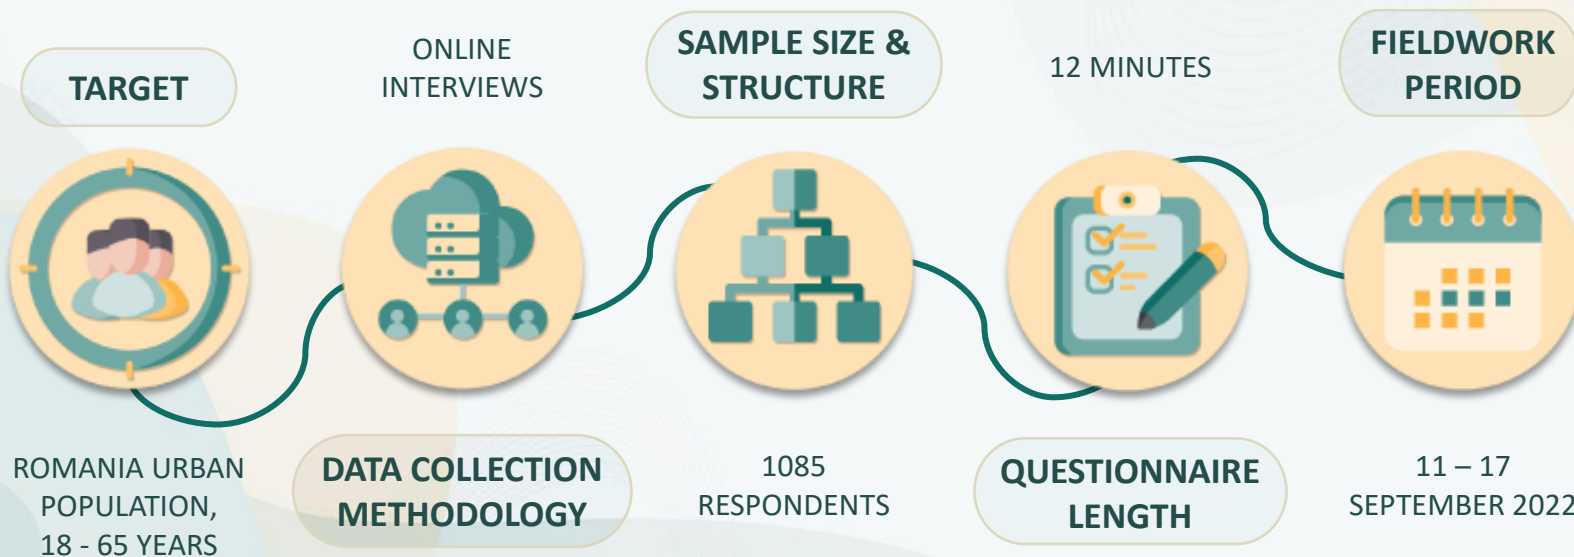 TARGET
ROMANIA URBAN
POPULATION,
18 - 65 YEARS
ONLINE
INTERVIEWS
DATA COLLECTION
METHODOLOGY
SAMPLE SIZE &
STRUCTURE
1085
RESPONDENTS
12 MINUTES
QUESTIONNAIRE
LENGTH
FIELDWORK
PERIOD
11 – 17
SEPTEMBER 2022